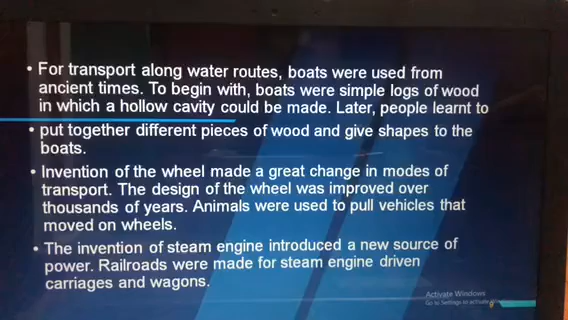 • For transport along water routes, boats were used from
ancient times. To begin with, boats were simple logs of wood
in which a hollow cavity could be made. Later, people learnt to
• put together different pieces of wood and give shapes to the
boats.
• Invention of the wheel made a great change in modes of
transport. The design of the wheel was improved over
thousands of years. Animals were used to pull vehicles that
moved on wheels.
• The invention of steam engine introduced a new source of
power. Railroads were made for steam engine driven
carriages and wagons.
Activate Windows
Go to Settings to activate